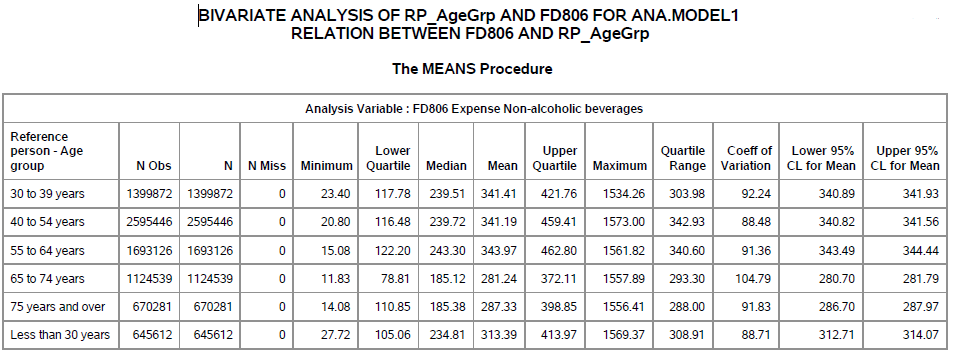 BIVARIATE ANALYSIS OF RP_AgeGrp AND FD806 FOR ANA.MODEL1
RELATION BETWEEN FD806 AND RP_AgeGrp
The MEANS Procedure
Analysis Variable : FD806 Expense Non-alcoholic beverages
Reference person - Age group N Obs N N Miss Minimum Lower Quartile Median Mean Upper Quartile Maximum Quartile Range Coeff of Variation Lower 95% CL for Mean Upper 95% CL for Mean
30 to 39 years 1399872 1399872 0 23.40 117.78 239.51 341.41 421.76 1534.26 303.98 92.24 340.89 341.93
40 to 54 years 2595446 2595446 0 20.80 116.48 239.72 341.19 459.41 1573.00 342.93 88.48 340.82 341.56
55 to 64 years 1693126 1693126 0 15.08 122.20 243.30 343.97 462.80 1561.82 340.60 91.36 343.49 344.44
65 to 74 years 1124539 1124539 0 11.83 78.81 185.12 281.24 372.11 1557.89 293.30 104.79 280.70 281.79
75 years and over 670281 670281 0 14.08 110.85 185.38 287.33 398.85 1556.41 288.00 91.83 286.70 287.97
Less than 30 years 645612 645612 0 27.72 105.06 234.81 313.39 413.97 1569.37 308.91 88.71 312.71 314.07